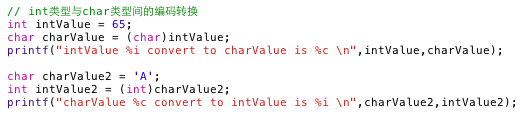 // int类型与char类型间的编码转换
int intValue = 65;
char charValue = (char)intValue;
printf("intValue %i convert to charValue is %c \n",intValue,charValue);
char charValue2 = 'A';
int intValue2 = (int)charValue2;
printf("charValue %c convert to intValue is %i \n",charValue2,intValue2);